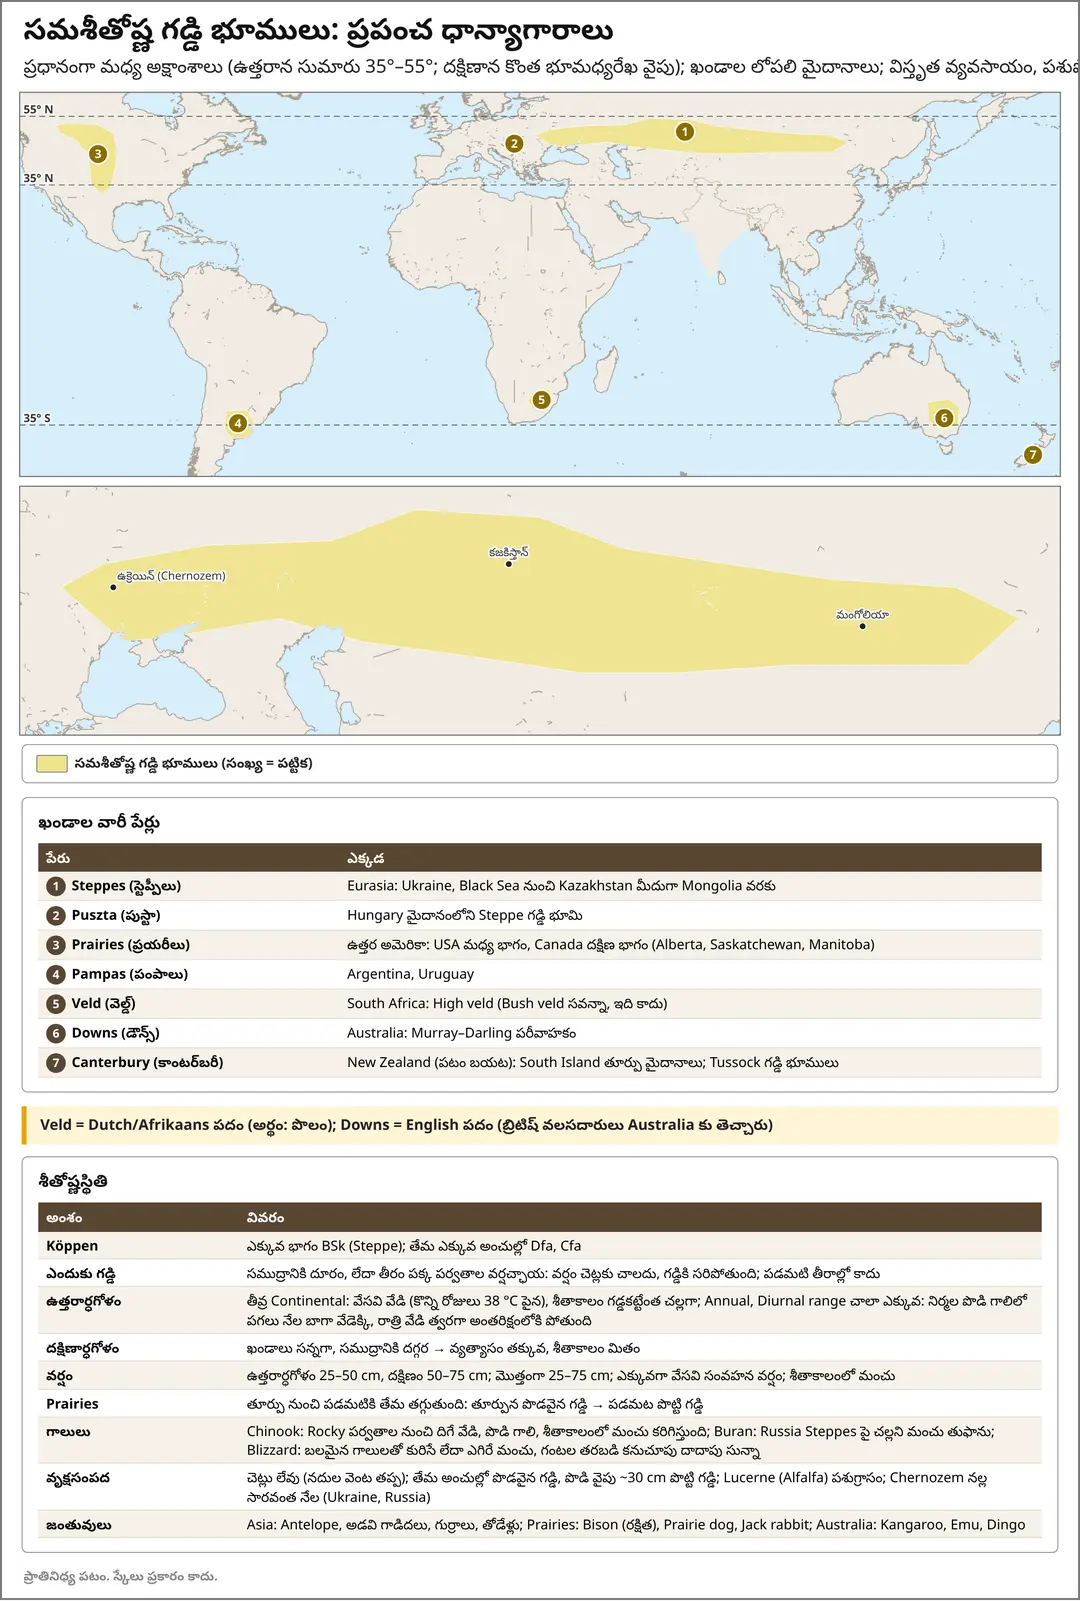 సమశీతోష్ణ గడ్డి భూములు: ప్రపంచ ధాన్యాగారాలు
ప్రధానంగా మధ్య అక్షాంశాలు (ఉత్తరాన సుమారు 35°–55°; దక్షిణాన కొంత భూమధ్యరేఖ వైపు); ఖండాల లోపలి మైదానాలు; విస్తృత వ్యవసాయం,
55° N
35° N
35° S
1
2
3
4
5
6
7
ఉక్రెయిన్ (Chernozem)
కజకిస్తాన్
మంగోలియా
సమశీతోష్ణ గడ్డి భూములు (సంఖ్య = పట్టిక)
ఖండాల వారీ పేర్లు
పేరు ఎక్కడ
1 Steppes (స్టెప్పీలు) Eurasia: Ukraine, Black Sea నుంచి Kazakhstan మీదుగా Mongolia వరకు
2 Puszta (పుస్టా) Hungary మైదానంలోని Steppe గడ్డి భూమి
3 Prairies (ప్రయరీలు) ఉత్తర అమెరికా: USA మధ్య భాగం, Canada దక్షిణ భాగం (Alberta, Saskatchewan, Manitoba)
4 Pampas (పంపాలు) Argentina, Uruguay
5 Veld (వెల్డ్) South Africa: High veld (Bush veld సవన్నా, ఇది కాదు)
6 Downs (డౌన్స్) Australia: Murray–Darling పరీవాహకం
7 Canterbury (కాంటర్‌బరీ) New Zealand (పటం బయట): South Island తూర్పు మైదానాలు; Tussock గడ్డి భూములు
Veld = Dutch/Afrikaans పదం (అర్థం: పొలం); Downs = English పదం (బ్రిటిష్ వలసదారులు Australia కు తెచ్చారు)
శీతోష్ణస్థితి
అంశం వివరం
Köppen ఎక్కువ భాగం BSk (Steppe); తేమ ఎక్కువ అంచుల్లో Dfa, Cfa
ఎందుకు గడ్డి సముద్రానికి దూరం, లేదా తీరం పక్క పర్వతాల వర్షచ్ఛాయ: వర్షం చెట్లకు చాలదు, గడ్డికి సరిపోతుంది; పడమటి తీరాల్లో కాదు
ఉత్తరార్ధగోళం తీవ్ర Continental: వేసవి వేడి (కొన్ని రోజులు 38 °C పైన), శీతాకాలం గడ్డకట్టేంత చల్లగా; Annual, Diurnal range చాలా ఎక్కువ: నిర్మల పొడి గాలిలో
పగలు నేల బాగా వేడెక్కి, రాత్రి వేడి త్వరగా అంతరిక్షంలోకి పోతుంది
దక్షిణార్ధగోళం ఖండాలు సన్నగా, సముద్రానికి దగ్గర → వ్యత్యాసం తక్కువ, శీతాకాలం మితం
వర్షం ఉత్తరార్ధగోళం 25–50 cm, దక్షిణం 50–75 cm; మొత్తంగా 25–75 cm; ఎక్కువగా వేసవి సంవహన వర్షం; శీతాకాలంలో మంచు
Prairies తూర్పు నుంచి పడమటికి తేమ తగ్గుతుంది: తూర్పున పొడవైన గడ్డి → పడమట పొట్టి గడ్డి
గాలులు Chinook: Rocky పర్వతాల నుంచి దిగే వేడి, పొడి గాలి, శీతాకాలంలో మంచు కరిగిస్తుంది; Buran: Russia Steppes పై చల్లని మంచు తుఫాను;
Blizzard: బలమైన గాలులతో కురిసే లేదా ఎగిరే మంచు, గంటల తరబడి కనుచూపు దాదాపు సున్నా
వృక్షసంపద చెట్లు లేవు (నదుల వెంట తప్ప); తేమ అంచుల్లో పొడవైన గడ్డి, పొడి వైపు ~30 cm పొట్టి గడ్డి; Lucerne (Alfalfa) పశుగ్రాసం; Chernozem నల్ల
సారవంత నేల (Ukraine, Russia)
జంతువులు Asia: Antelope, అడవి గాడిదలు, గుర్రాలు, తోడేళ్లు; Prairies: Bison (రక్షిత), Prairie dog, Jack rabbit; Australia: Kangaroo, Emu, Dingo
ప్రాతినిధ్య పటం. స్కేలు ప్రకారం కాదు.